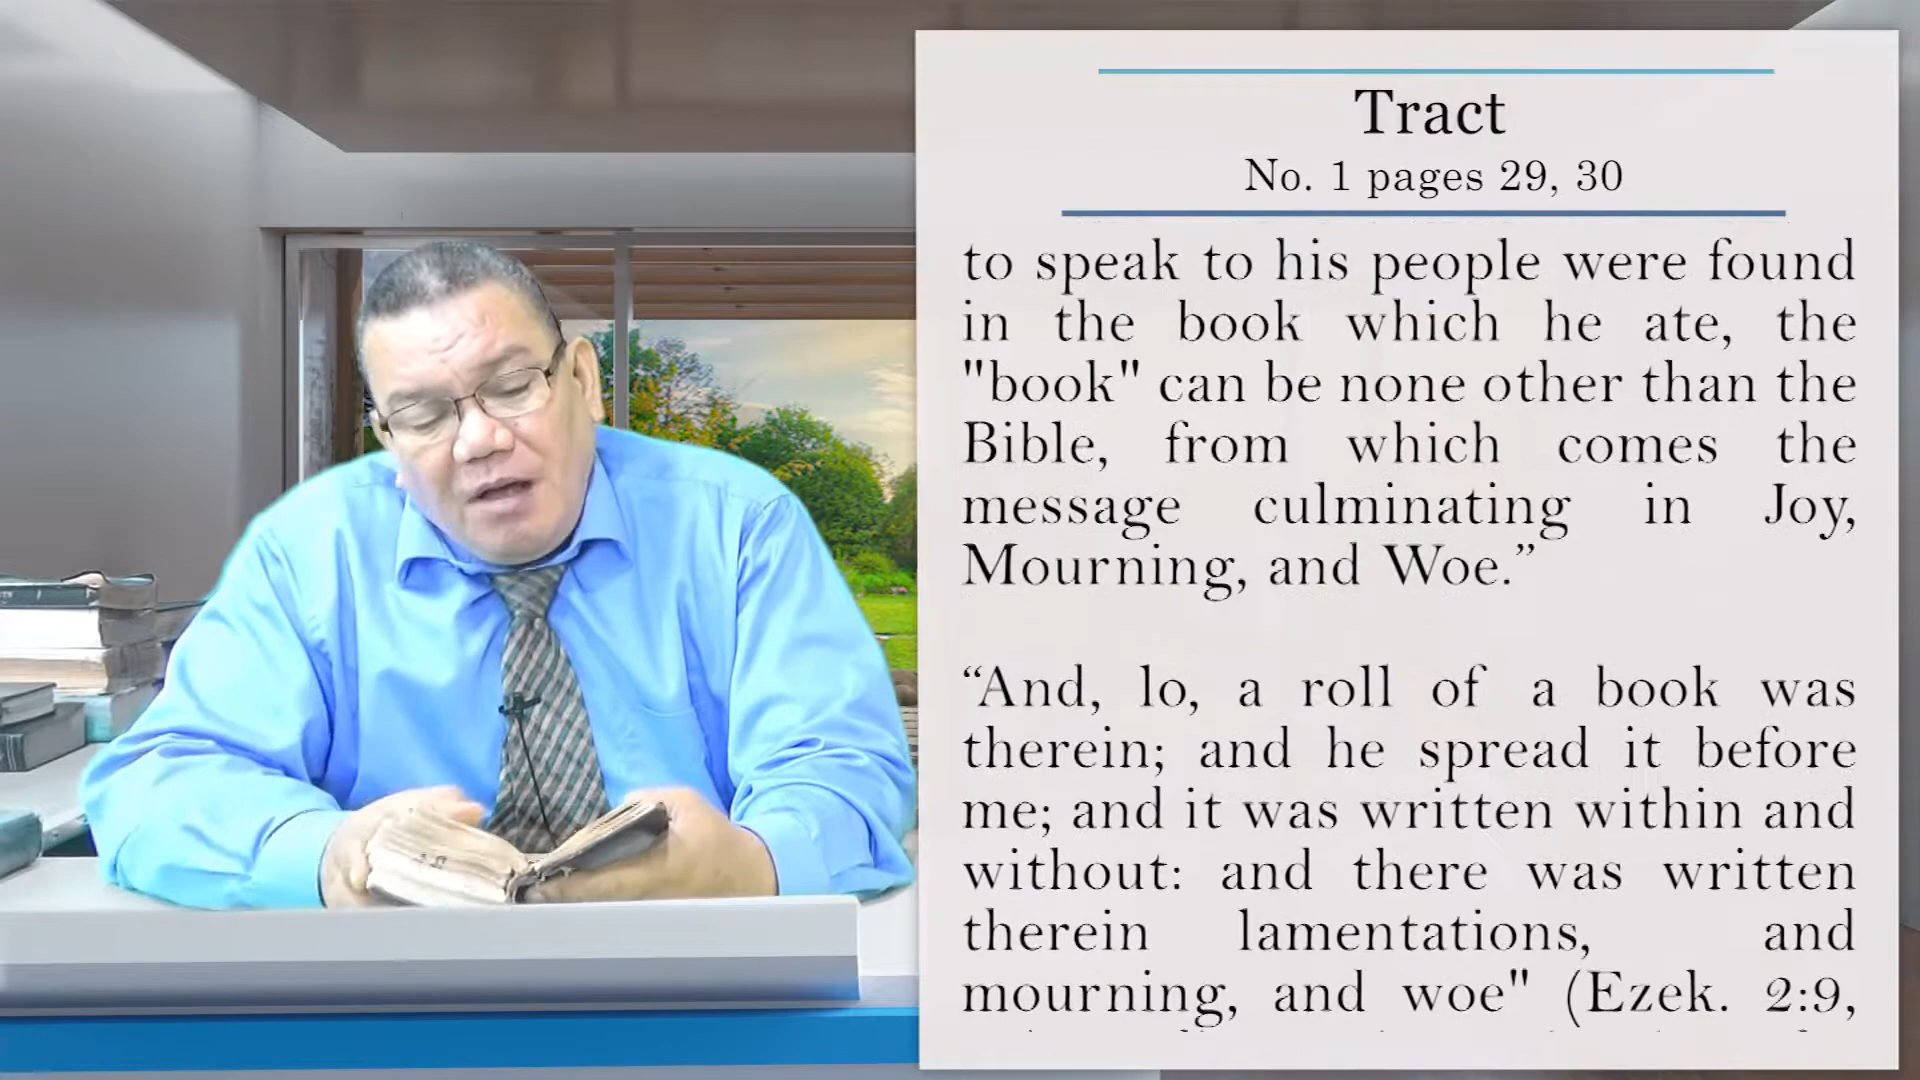 Tract
No. 1 pages 29, 30
to speak to his people were found
in the book which he ate, the
"book" can be none other than the
Bible, from which comes the
message culminating in Joy,
Mourning, and Woe.”
“And, lo, a roll of a book was
therein; and he spread it before
me; and it was written within and
without: and there was written
therein lamentations, and
mourning, and woe" (Ezek. 2:9,